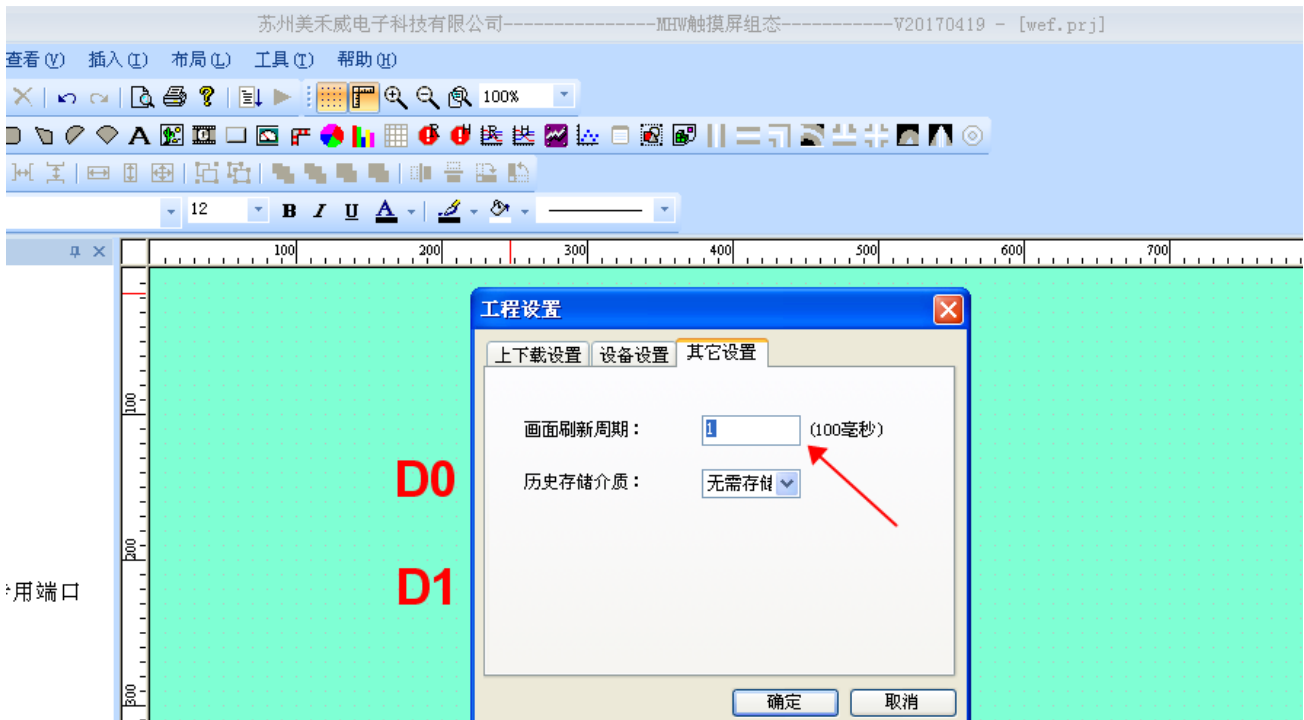 苏州美禾威电子科技有限公司---------------MHW触摸屏组态-----------V20170419 - [wef.prj]
查看(V) 插入(I) 布局(L) 工具(T) 帮助(H)
100%
12 B I U A
100 200 300 400 500 600 700
工程设置
上下载设置 设备设置 其它设置
100
画面刷新周期： 1 (100毫秒)
D0
历史存储介质： 无需存储
200
D1
用端口
300
确定 取消